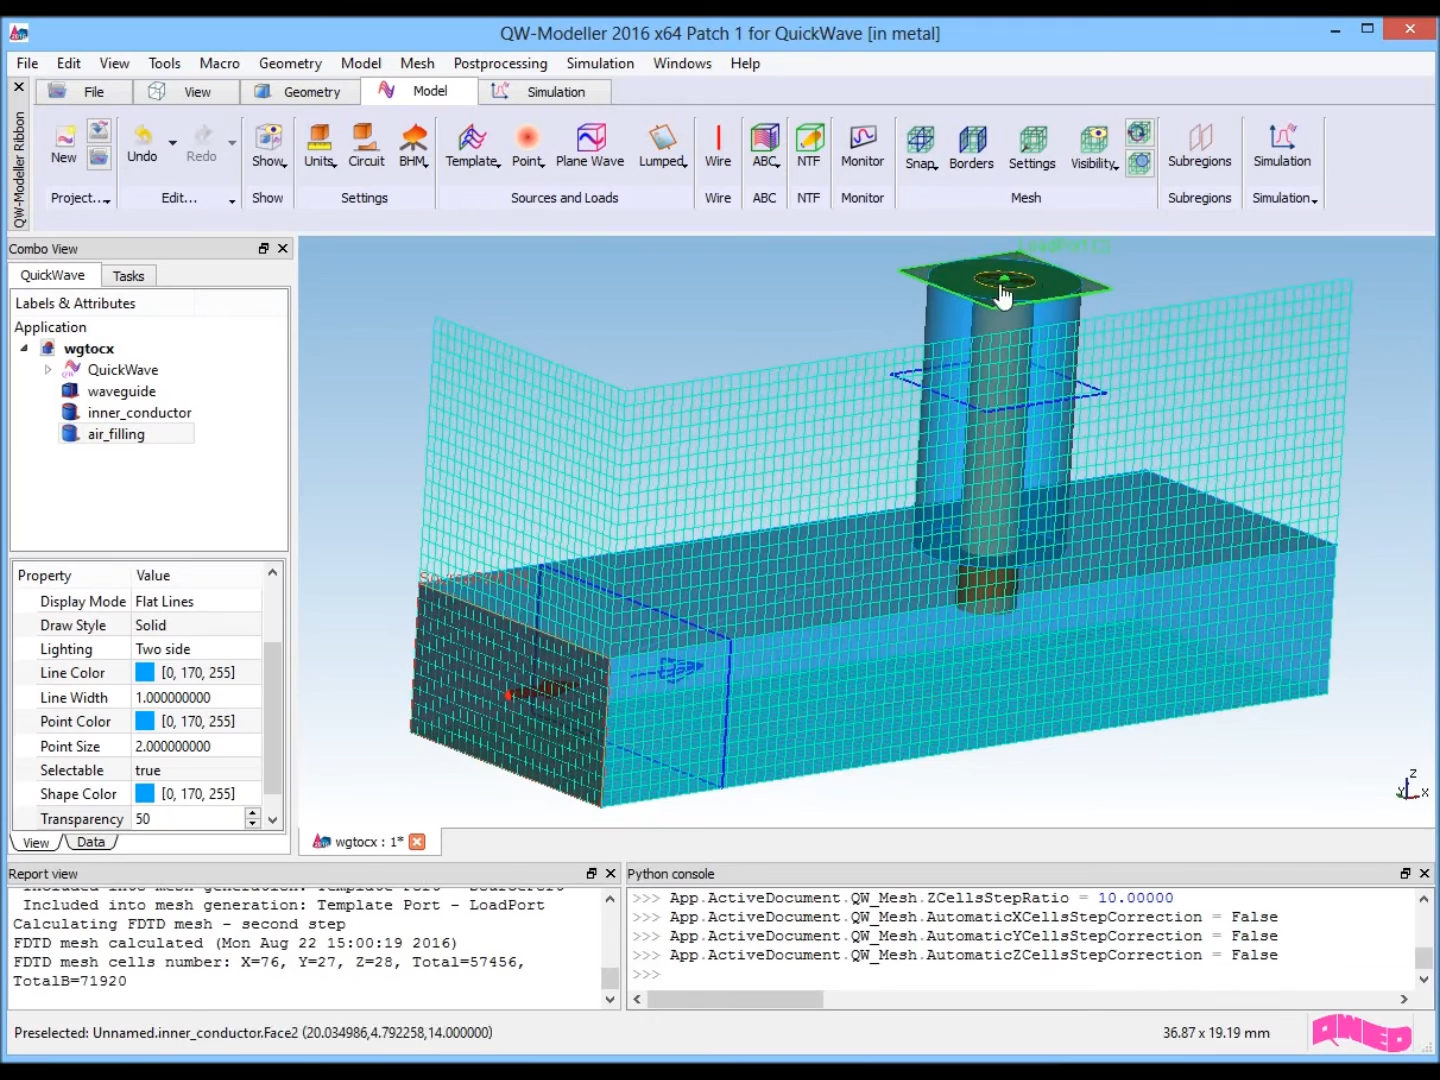 QW-Modeller 2016 x64 Patch 1 for QuickWave [in metal]
File Edit View Tools Macro Geometry Model Mesh Postprocessing Simulation Windows Help
QW-Modeller Ribbon
File View Geometry Model Simulation
New Undo Redo Show Units Circuit BHM Template Point Plane Wave Lumped Wire ABC NTF Monitor Snap Borders Settings Visibility Subregions Simulation
Project... Edit... Show Settings Sources and Loads Wire ABC NTF Monitor Mesh Subregions Simulation
Combo View
QuickWave Tasks
Labels & Attributes
Application
wgtocx
QuickWave
waveguide
inner_conductor
air_filling
Property Value
Display Mode Flat Lines
Draw Style Solid
Lighting Two side
Line Color [0, 170, 255]
Line Width 1.000000000
Point Color [0, 170, 255]
Point Size 2.000000000
Selectable true
Shape Color [0, 170, 255]
Transparency 50
View Data
Z
X
wgtocx : 1*
Report view
Included into mesh generation: Template Port - LoadPort
Calculating FDTD mesh - second step
FDTD mesh calculated (Mon Aug 22 15:00:19 2016)
FDTD mesh cells number: X=76, Y=27, Z=28, Total=57456,
TotalB=71920
Python console
>>> App.ActiveDocument.QW_Mesh.ZCellsStepRatio = 10.00000
>>> App.ActiveDocument.QW_Mesh.AutomaticXCellsStepCorrection = False
>>> App.ActiveDocument.QW_Mesh.AutomaticYCellsStepCorrection = False
>>> App.ActiveDocument.QW_Mesh.AutomaticZCellsStepCorrection = False
>>>
Preselected: Unnamed.inner_conductor.Face2 (20.034986,4.792258,14.000000)
36.87 x 19.19 mm
QWED